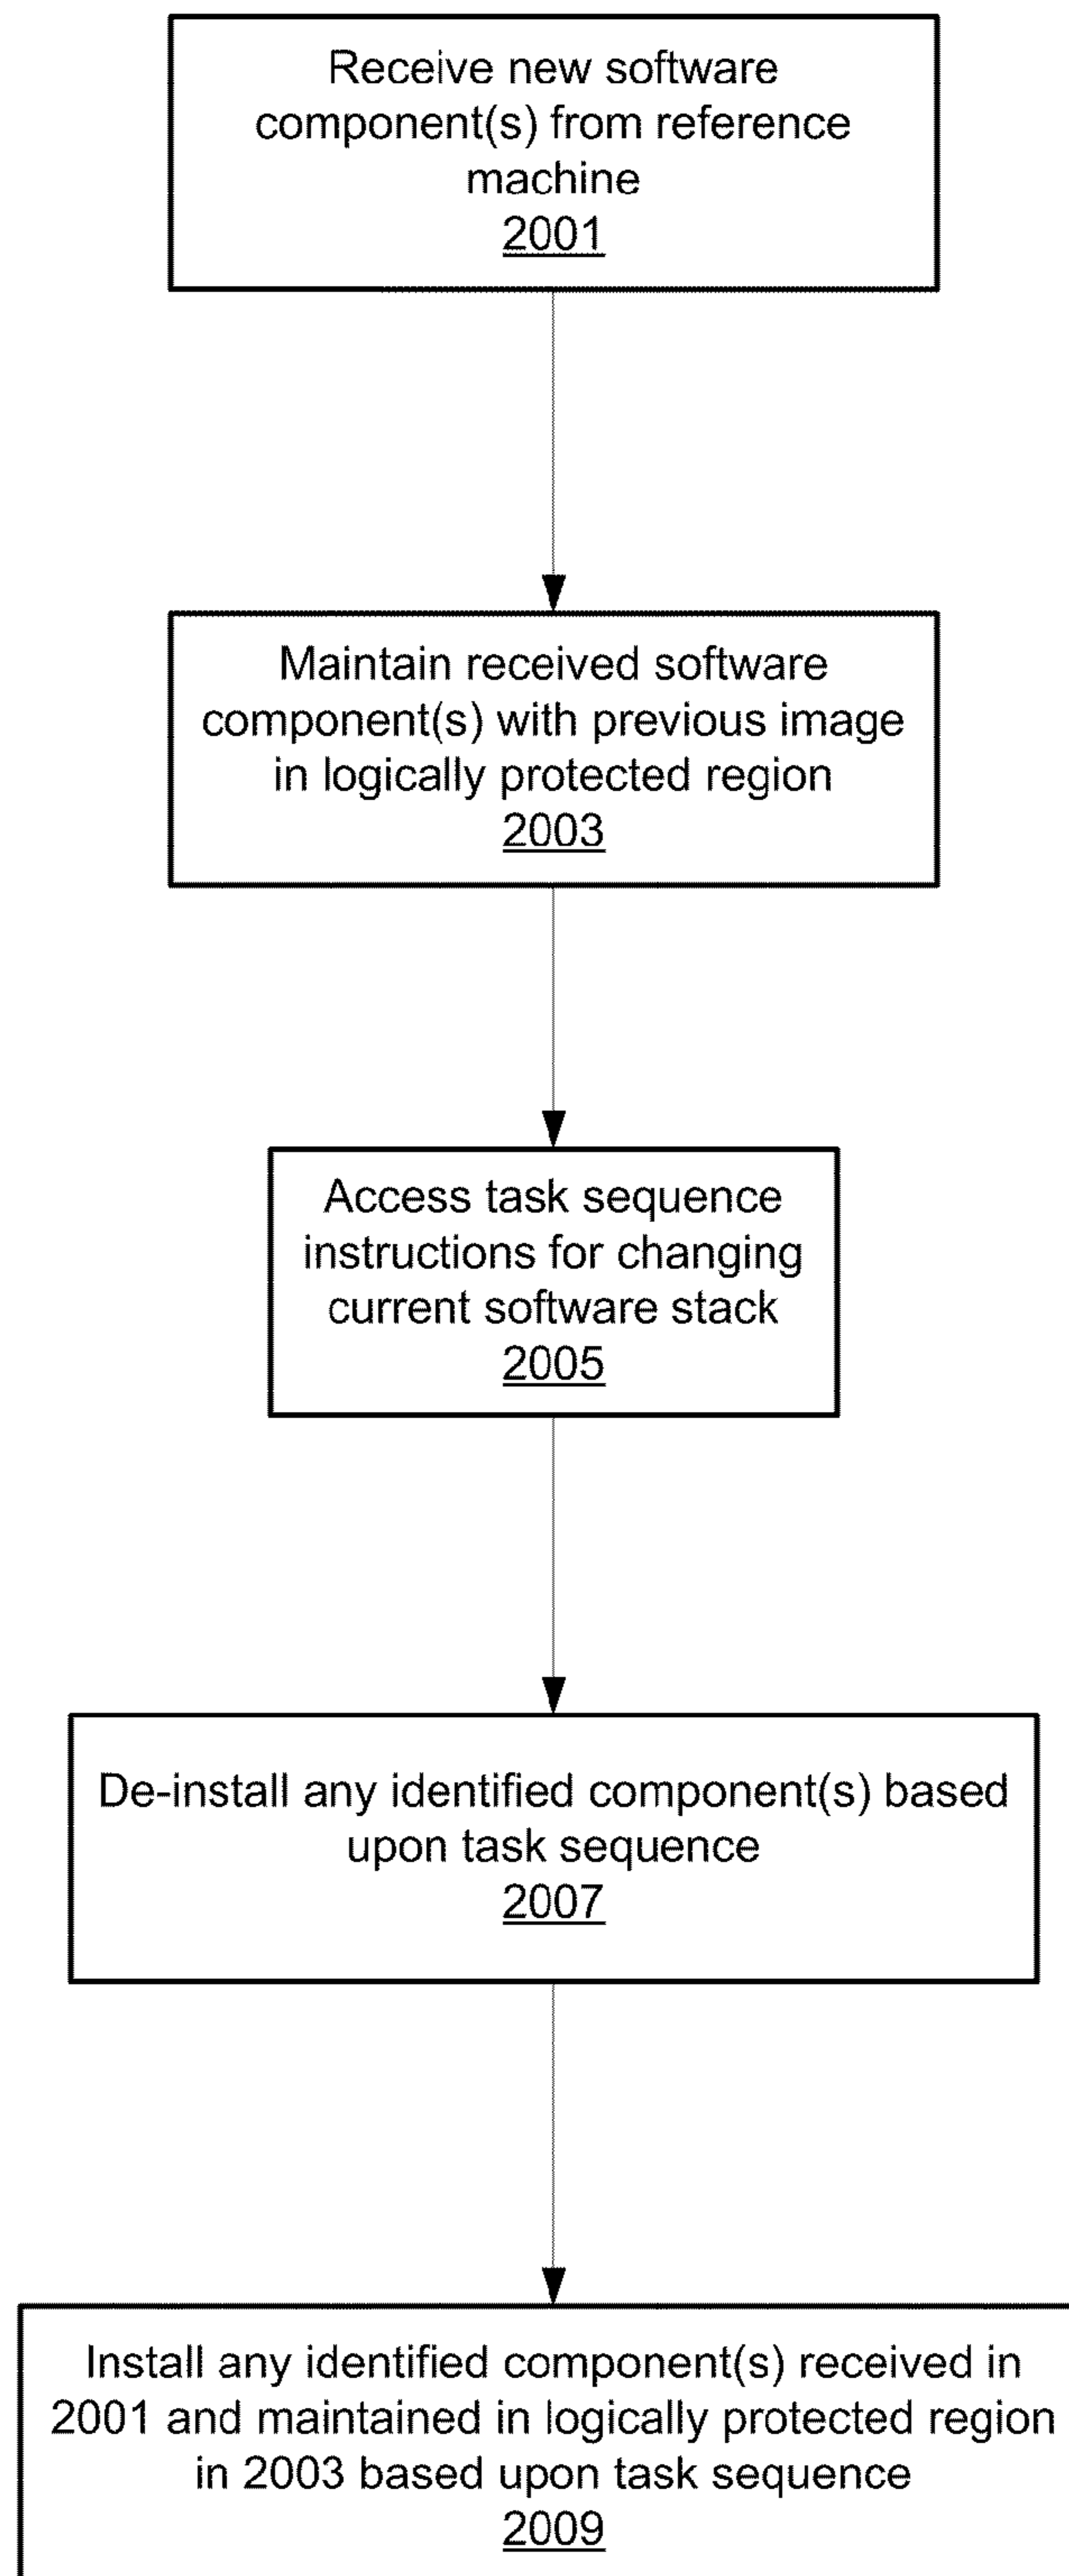 Receive new software
component(s) from reference
machine
2001
Maintain received software
component(s) with previous image
in logically protected region
2003
Access task sequence
instructions for changing
current software stack
2005
De-install any identified component(s) based
upon task sequence
2007
Install any identified component(s) received in
2001 and maintained in logically protected region
in 2003 based upon task sequence
2009